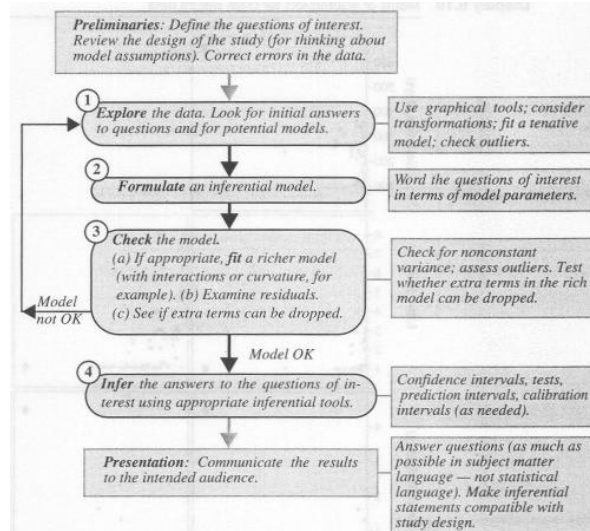 Preliminaries: Define the questions of interest.
Review the design of the study (for thinking about
model assumptions). Correct errors in the data.
1
Explore the data. Look for initial answers
to questions and for potential models.
Use graphical tools; consider
transformations; fit a tenative
model; check outliers.
2
Formulate an inferential model.
Word the questions of interest
in terms of model parameters.
3
Check the model.
(a) If appropriate, fit a richer model
(with interactions or curvature, for
example). (b) Examine residuals.
(c) See if extra terms can be dropped.
Check for nonconstant
variance; assess outliers. Test
whether extra terms in the rich
model can be dropped.
Model
not OK
Model OK
4
Infer the answers to the questions of in-
terest using appropriate inferential tools.
Confidence intervals, tests,
prediction intervals, calibration
intervals (as needed).
Presentation: Communicate the results
to the intended audience.
Answer questions (as much as
possible in subject matter
language — not statistical
language). Make inferential
statements compatible with
study design.